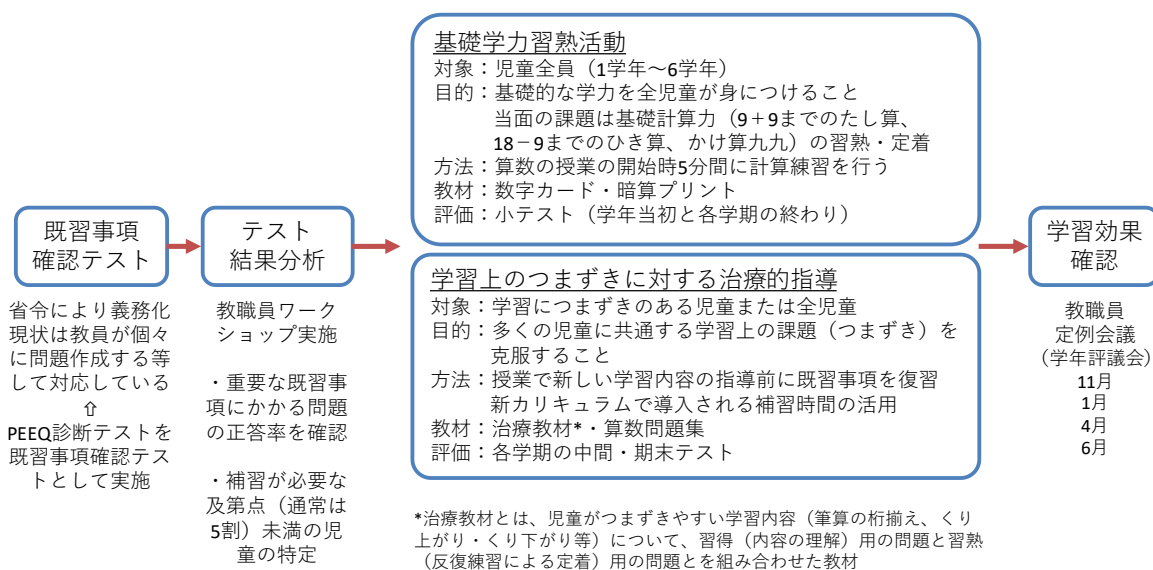 既習事項
確認テスト
省令により義務化
現状は教員が個々
に問題作成する等
して対応している
⇧
PEEQ診断テストを
既習事項確認テス
トとして実施
テスト
結果分析
教職員ワーク
ショップ実施
・重要な既習事
項にかかる問題
の正答率を確認
・補習が必要な
及第点（通常は
5割）未満の児
童の特定
基礎学力習熟活動
対象：児童全員（1学年～6学年）
目的：基礎的な学力を全児童が身につけること
当面の課題は基礎計算力（9＋9までのたし算、
18－9までのひき算、かけ算九九）の習熟・定着
方法：算数の授業の開始時5分間に計算練習を行う
教材：数字カード・暗算プリント
評価：小テスト（学年当初と各学期の終わり）
学習上のつまずきに対する治療的指導
対象：学習につまずきのある児童または全児童
目的：多くの児童に共通する学習上の課題（つまずき）を
克服すること
方法：授業で新しい学習内容の指導前に既習事項を復習
新カリキュラムで導入される補習時間の活用
教材：治療教材*・算数問題集
評価：各学期の中間・期末テスト
*治療教材とは、児童がつまずきやすい学習内容（筆算の桁揃え、くり
上がり・くり下がり等）について、習得（内容の理解）用の問題と習熟
（反復練習による定着）用の問題とを組み合わせた教材
学習効果
確認
教職員
定例会議
（学年評議会）
11月
1月
4月
6月